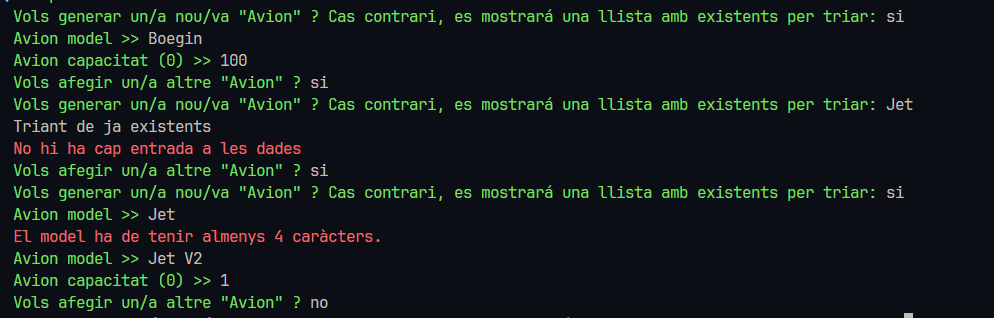 Vols generar un/a nou/va "Avion" ? Cas contrari, es mostrará una llista amb existents per triar: si
Avion model >> Boegin
Avion capacitat (0) >> 100
Vols afegir un/a altre "Avion" ? si
Vols generar un/a nou/va "Avion" ? Cas contrari, es mostrará una llista amb existents per triar: Jet
Triant de ja existents
No hi ha cap entrada a les dades
Vols afegir un/a altre "Avion" ? si
Vols generar un/a nou/va "Avion" ? Cas contrari, es mostrará una llista amb existents per triar: si
Avion model >> Jet
El model ha de tenir almenys 4 caràcters.
Avion model >> Jet V2
Avion capacitat (0) >> 1
Vols afegir un/a altre "Avion" ? no